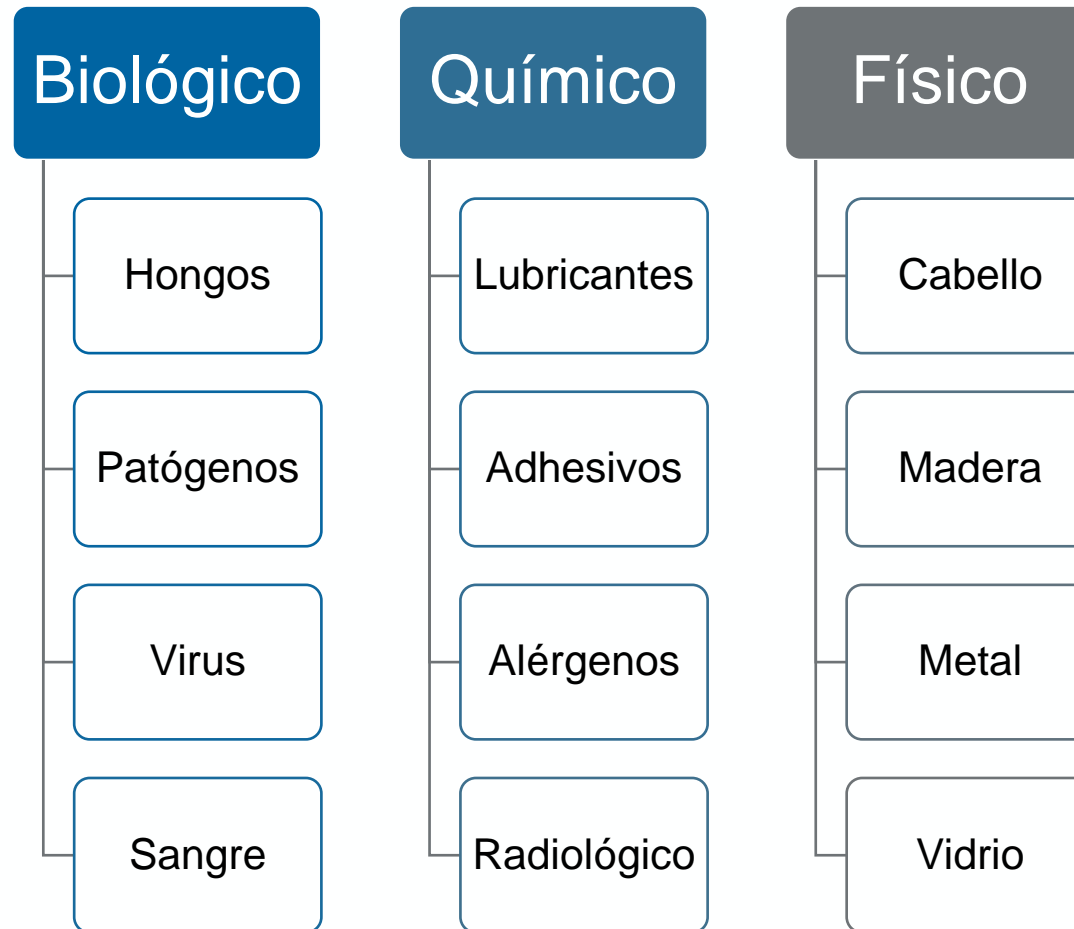 Biológico
Hongos
Patógenos
Virus
Sangre
Químico
Lubricantes
Adhesivos
Alérgenos
Radiológico
Físico
Cabello
Madera
Metal
Vidrio